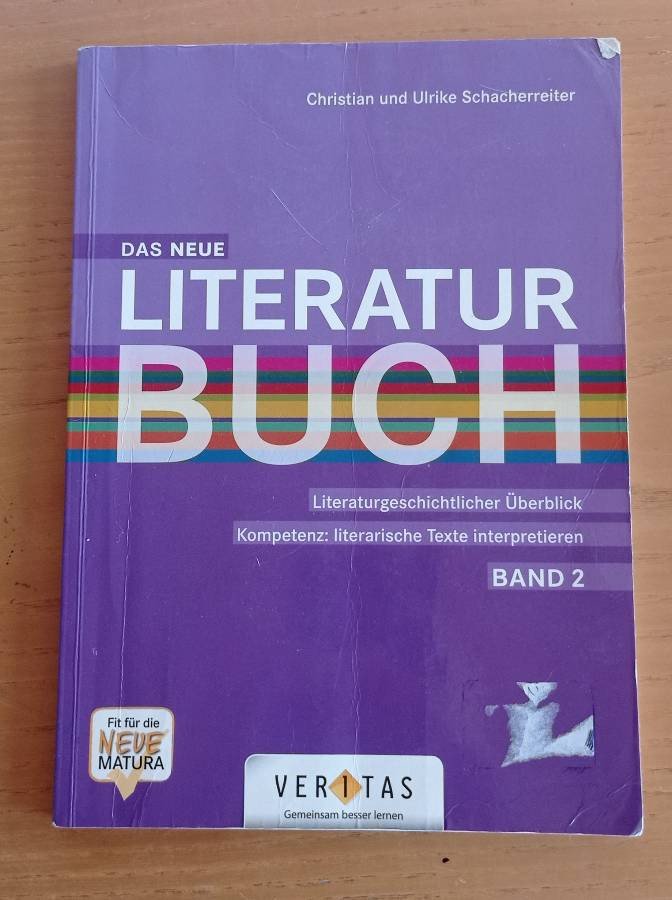 Christian und Ulrike Schacherreiter
DAS NEUE
LITERATUR
BUCH
Literaturgeschichtlicher Überblick
Kompetenz: literarische Texte interpretieren
BAND 2
Fit für die
NEUE
MATURA
VER1TAS
Gemeinsam besser lernen